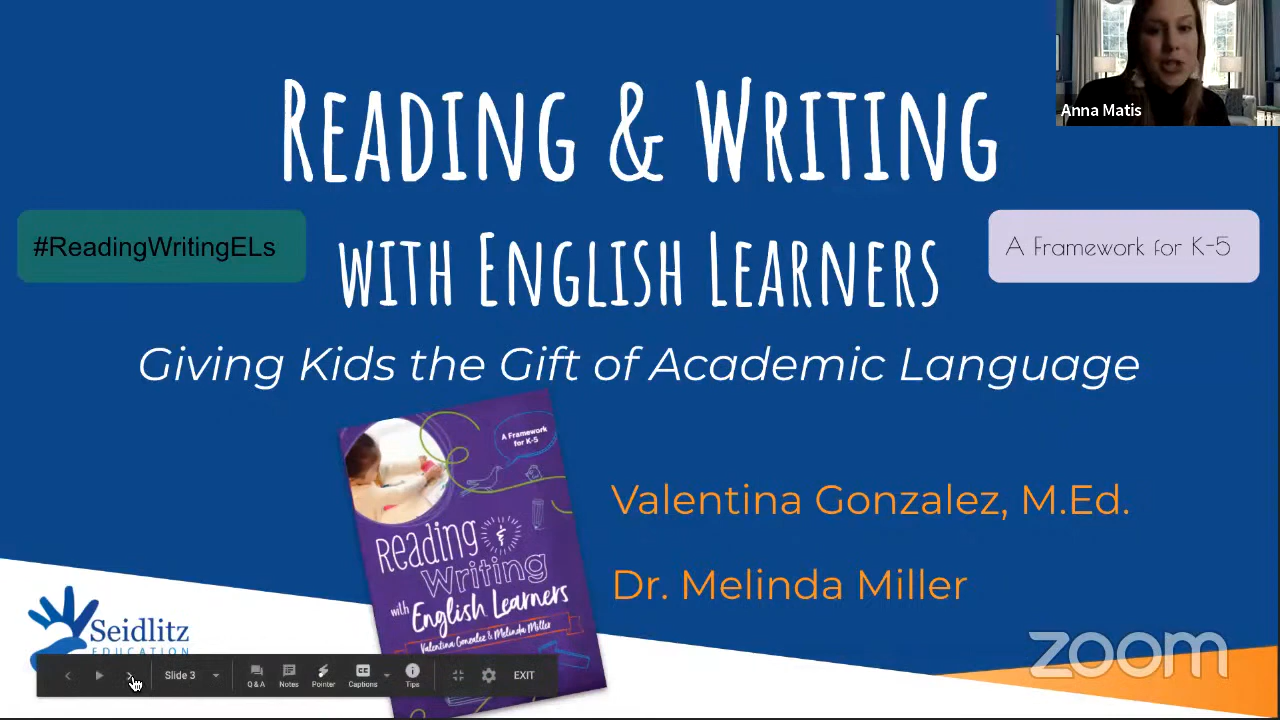 READING & WRITING
Anna Matis
#ReadingWritingELs
WITH ENGLISH LEARNERS
A Framework for K-5
Giving Kids the Gift of Academic Language
A Framework
for K-5
Reading &
Writing
with English Learners
Valentina Gonzalez & Melinda Miller
Valentina Gonzalez, M.Ed.
Dr. Melinda Miller
Seidlitz
EDUCATION
zoom
Slide 3
Q&A
Notes
Pointer
CC
Captions
Tips
EXIT